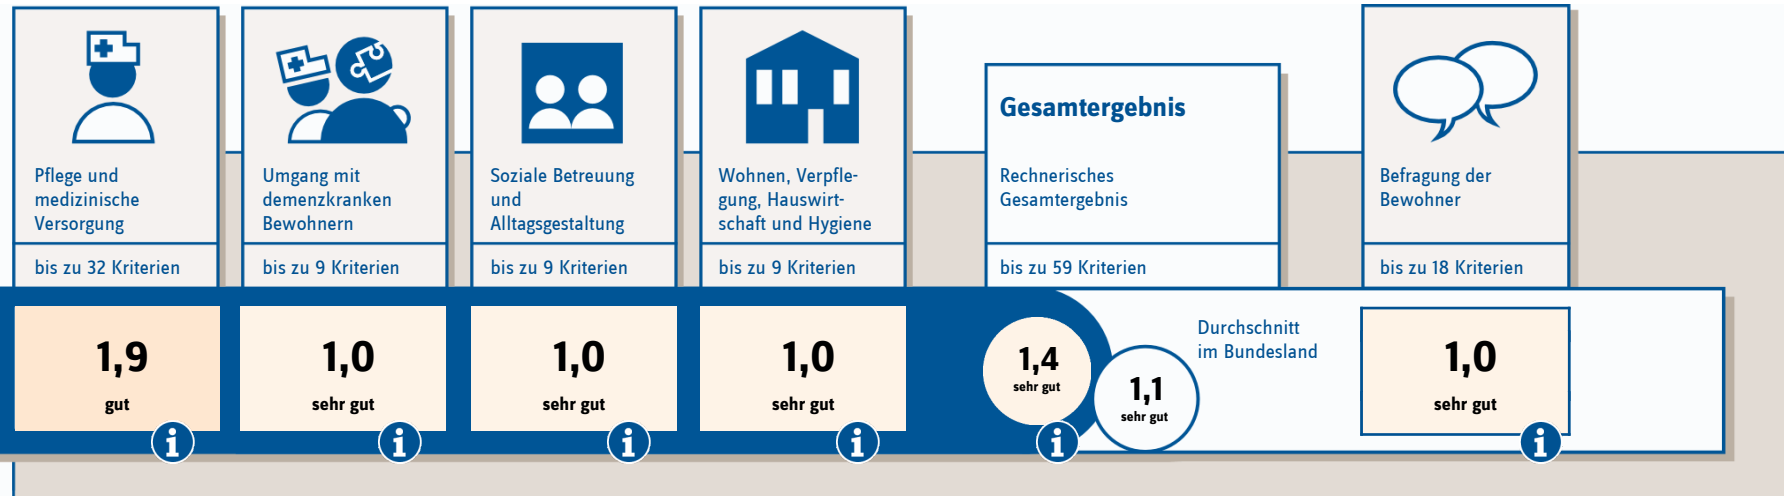 Pflege und
medizinische
Versorgung
bis zu 32 Kriterien
1,9
gut
Umgang mit
demenzkranken
Bewohnern
bis zu 9 Kriterien
1,0
sehr gut
Soziale Betreuung
und
Alltagsgestaltung
bis zu 9 Kriterien
1,0
sehr gut
Wohnen, Verpfle-
gung, Hauswirt-
schaft und Hygiene
bis zu 9 Kriterien
1,0
sehr gut
Gesamtergebnis
Rechnerisches
Gesamtergebnis
bis zu 59 Kriterien
1,4
sehr gut
1,1
sehr gut
Durchschnitt
im Bundesland
Befragung der
Bewohner
bis zu 18 Kriterien
1,0
sehr gut
i
i
i
i
i
i